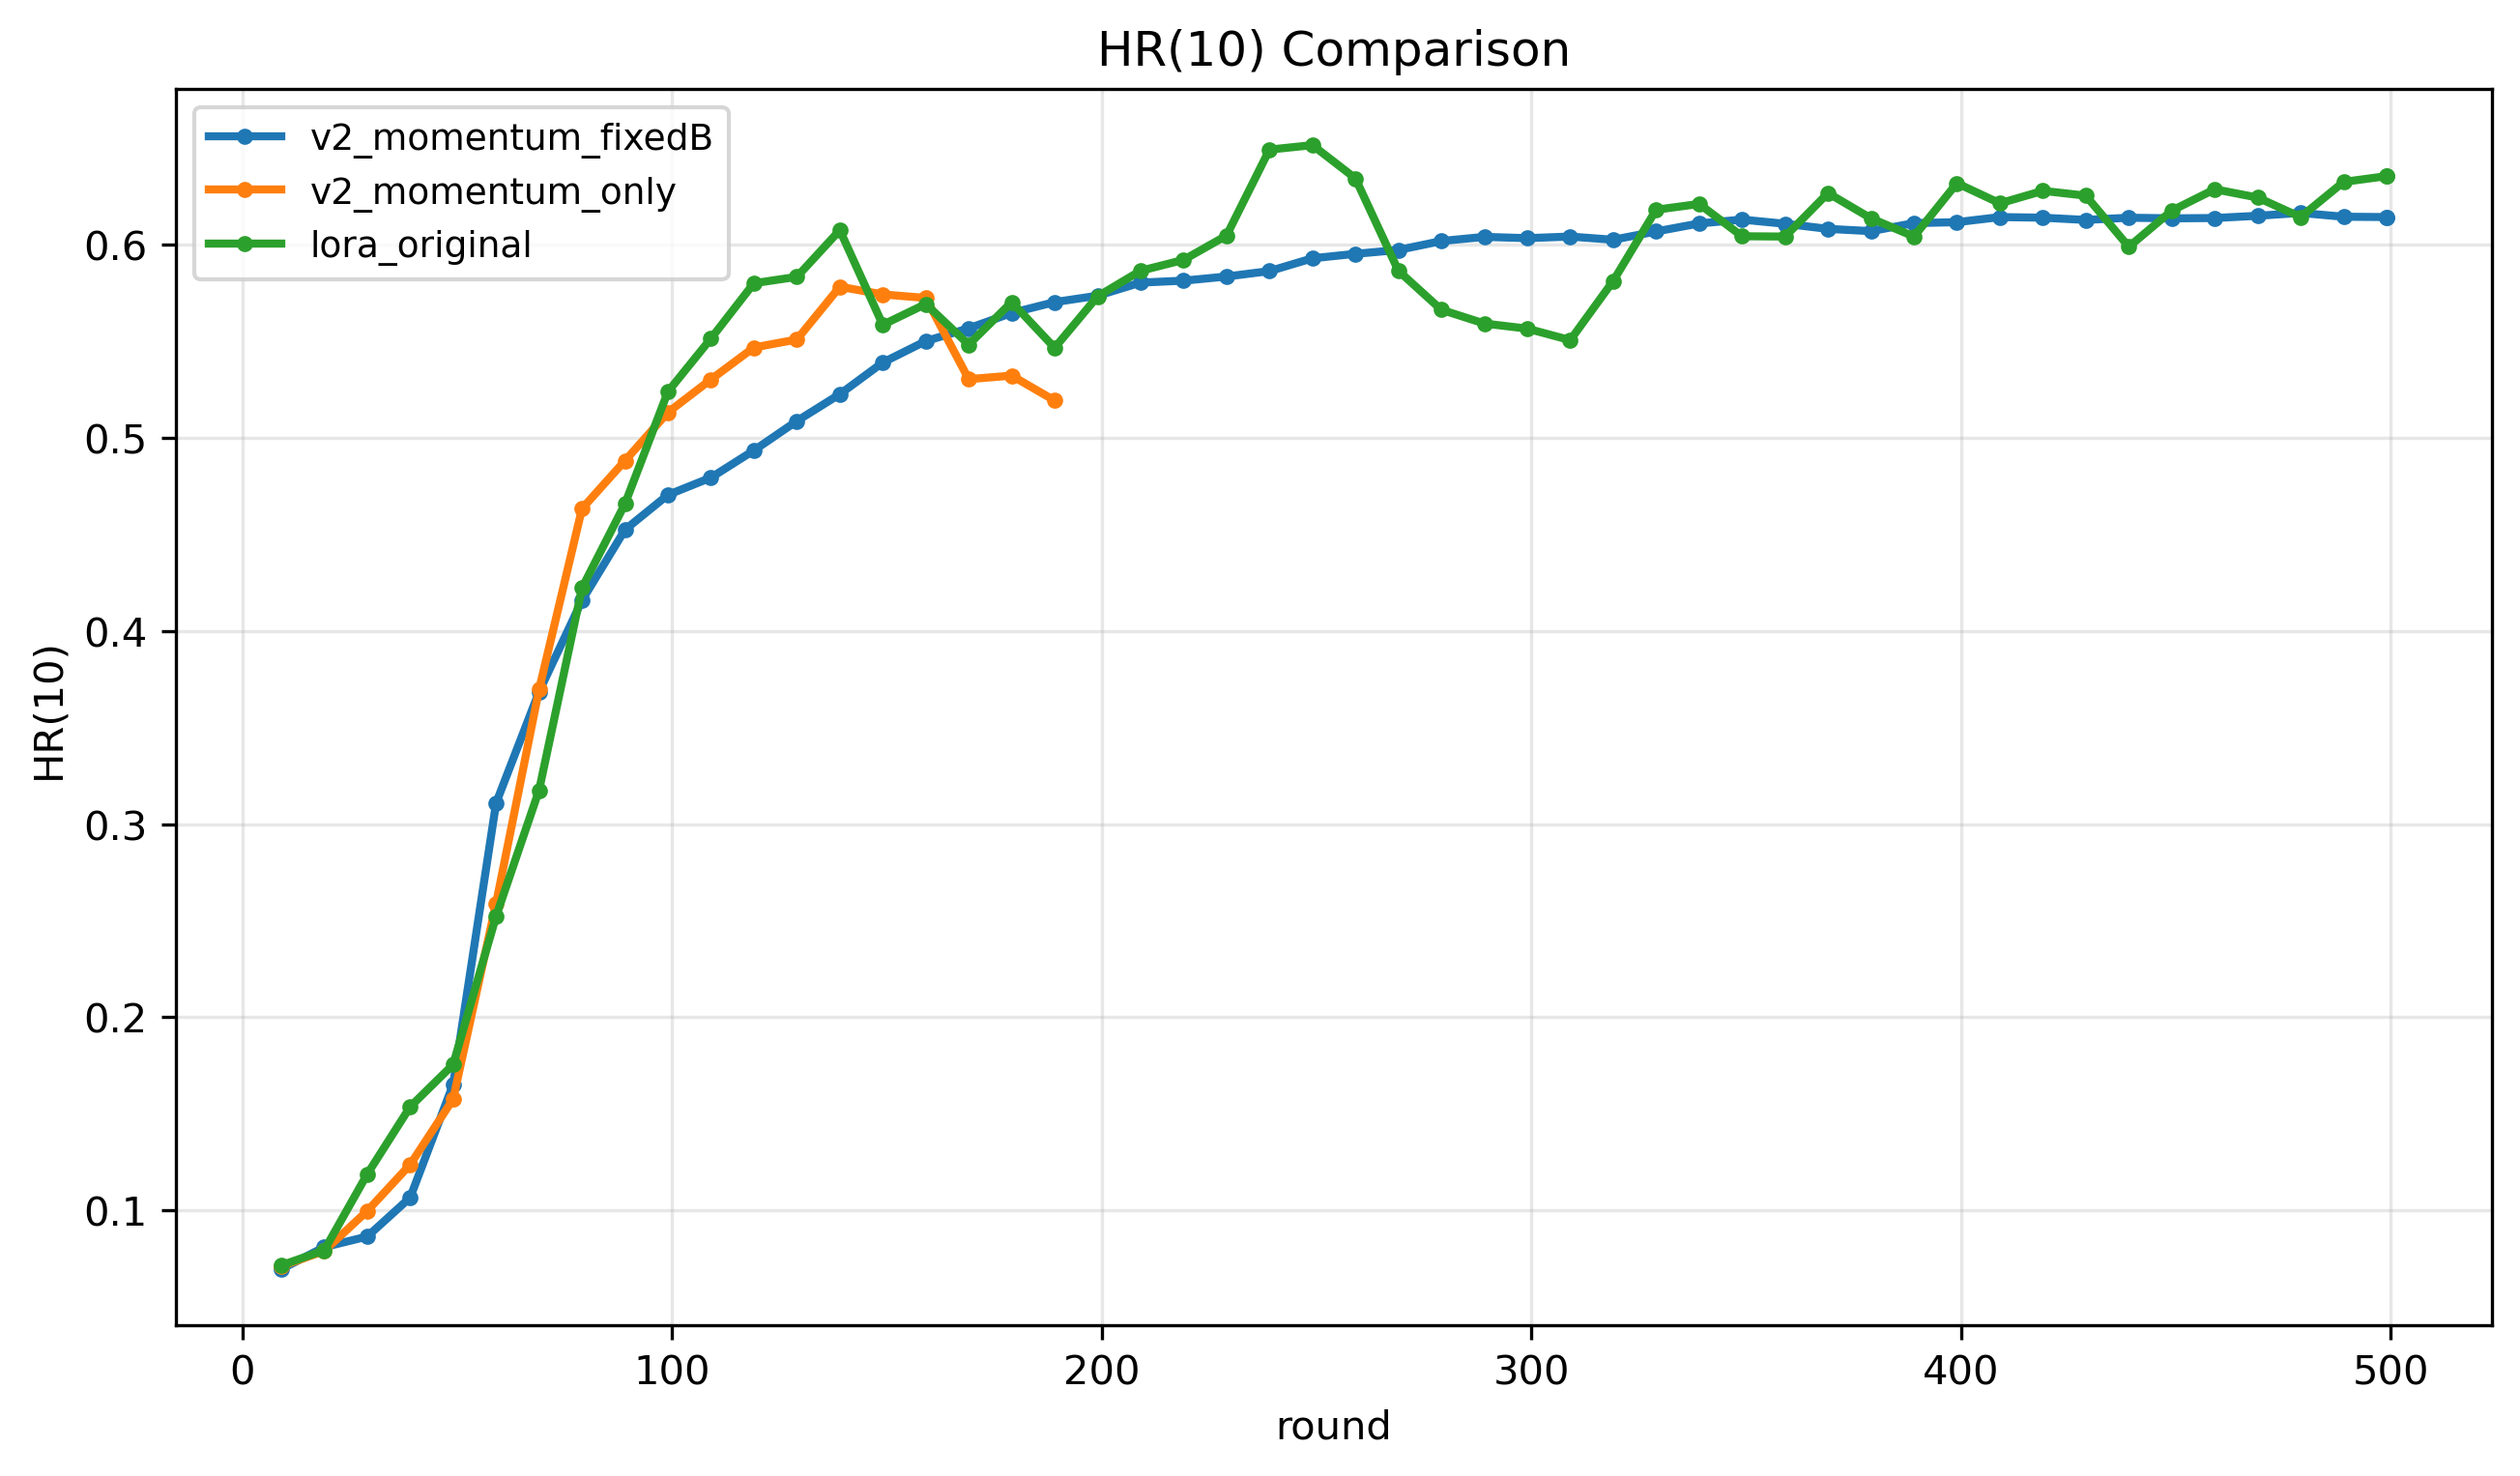 HR(10) Comparison
v2_momentum_fixedB
v2_momentum_only
lora_original
HR(10)
0.6
0.5
0.4
0.3
0.2
0.1
0 100 200 300 400 500
round